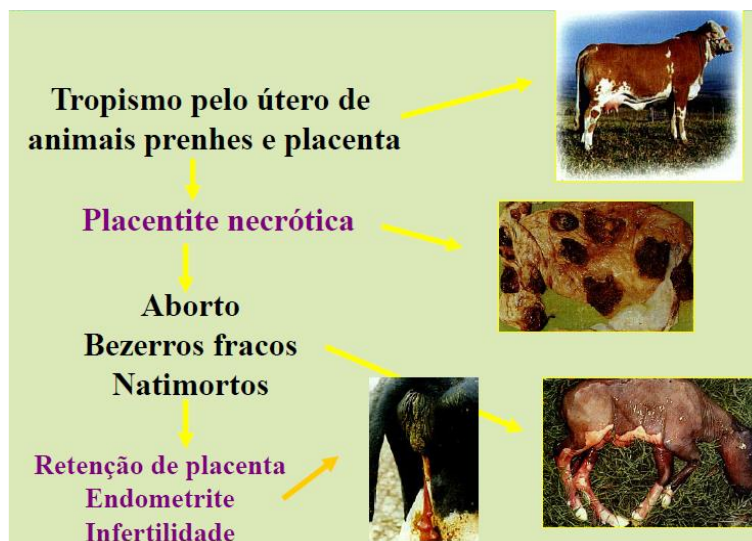 Tropismo pelo útero de
animais prenhes e placenta
Placentite necrótica
Aborto
Bezerros fracos
Natimortos
Retenção de placenta
Endometrite
Infertilidade